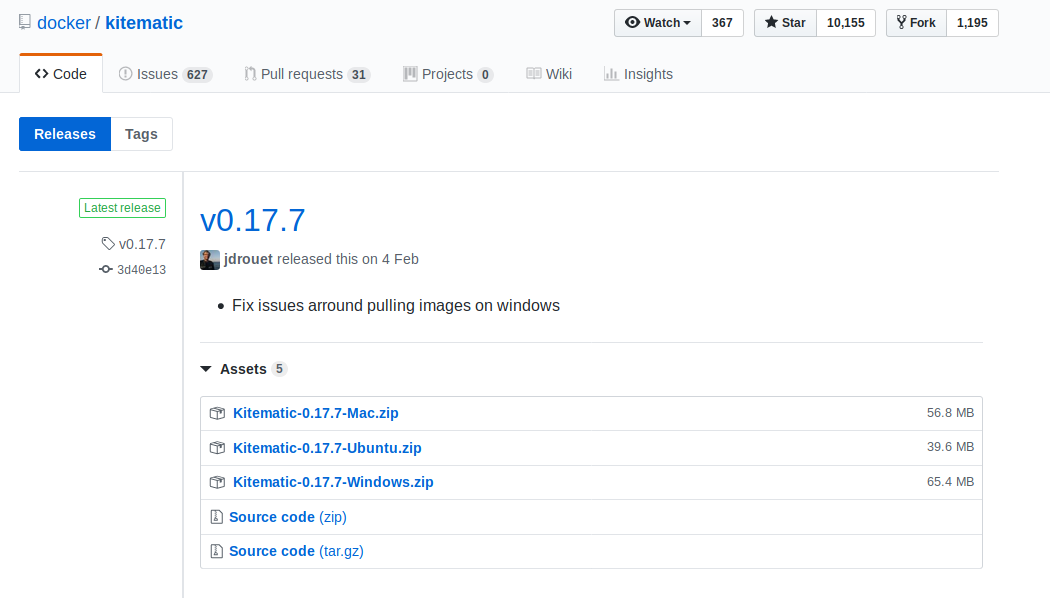 docker / kitematic
Watch 367 Star 10,155 Fork 1,195
Code Issues 627 Pull requests 31 Projects 0 Wiki Insights
Releases Tags
Latest release
v0.17.7
3d40e13
v0.17.7
jdrouet released this on 4 Feb
• Fix issues arround pulling images on windows
Assets 5
Kitematic-0.17.7-Mac.zip 56.8 MB
Kitematic-0.17.7-Ubuntu.zip 39.6 MB
Kitematic-0.17.7-Windows.zip 65.4 MB
Source code (zip)
Source code (tar.gz)